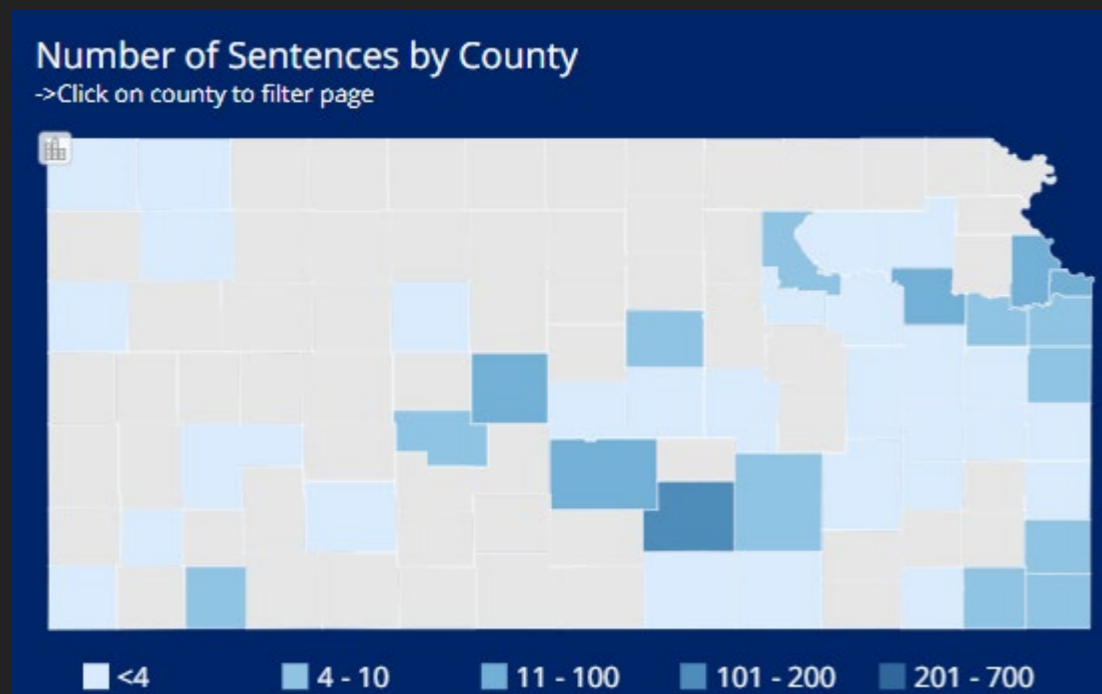 Number of Sentences by County
->Click on county to filter page
<4 4 - 10 11 - 100 101 - 200 201 - 700